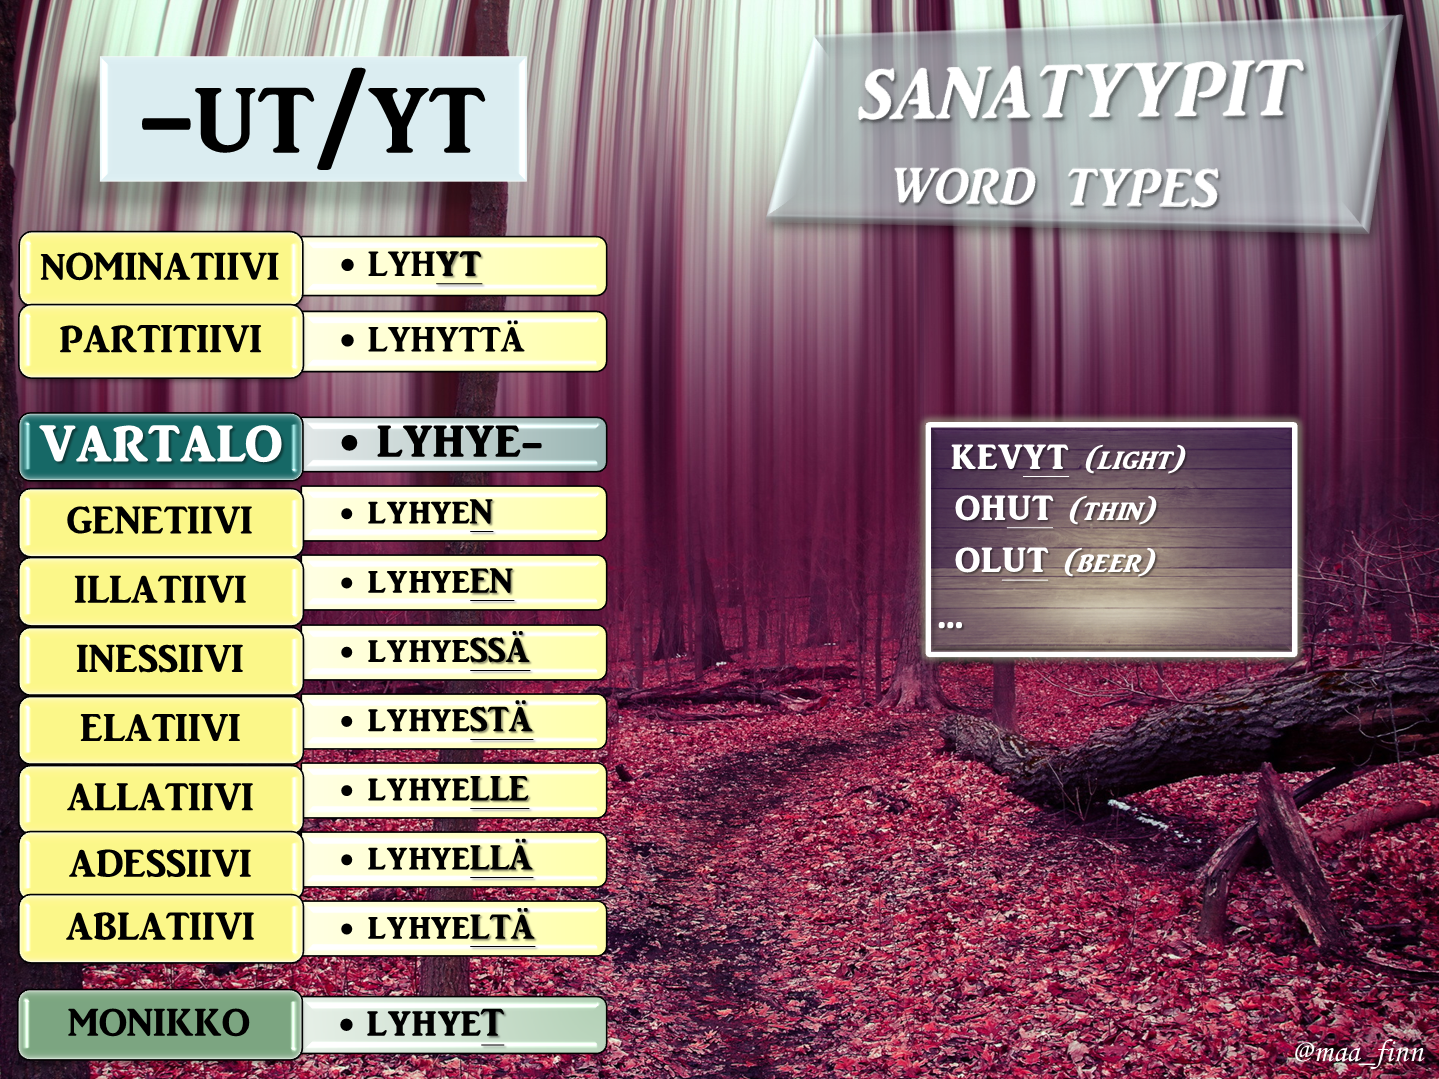 –UT/YT
SANATYYPIT
WORD TYPES
NOMINATIIVI
• LYHYT
PARTITIIVI
• LYHYTTÄ
VARTALO
• LYHYE–
GENETIIVI
• LYHYEN
ILLATIIVI
• LYHYEEN
INESSIIVI
• LYHYESSÄ
ELATIIVI
• LYHYESTÄ
ALLATIIVI
• LYHYELLE
ADESSIIVI
• LYHYELLÄ
ABLATIIVI
• LYHYELTÄ
MONIKKO
• LYHYET
KEVYT (LIGHT)
OHUT (THIN)
OLUT (BEER)
...
@maa_finn